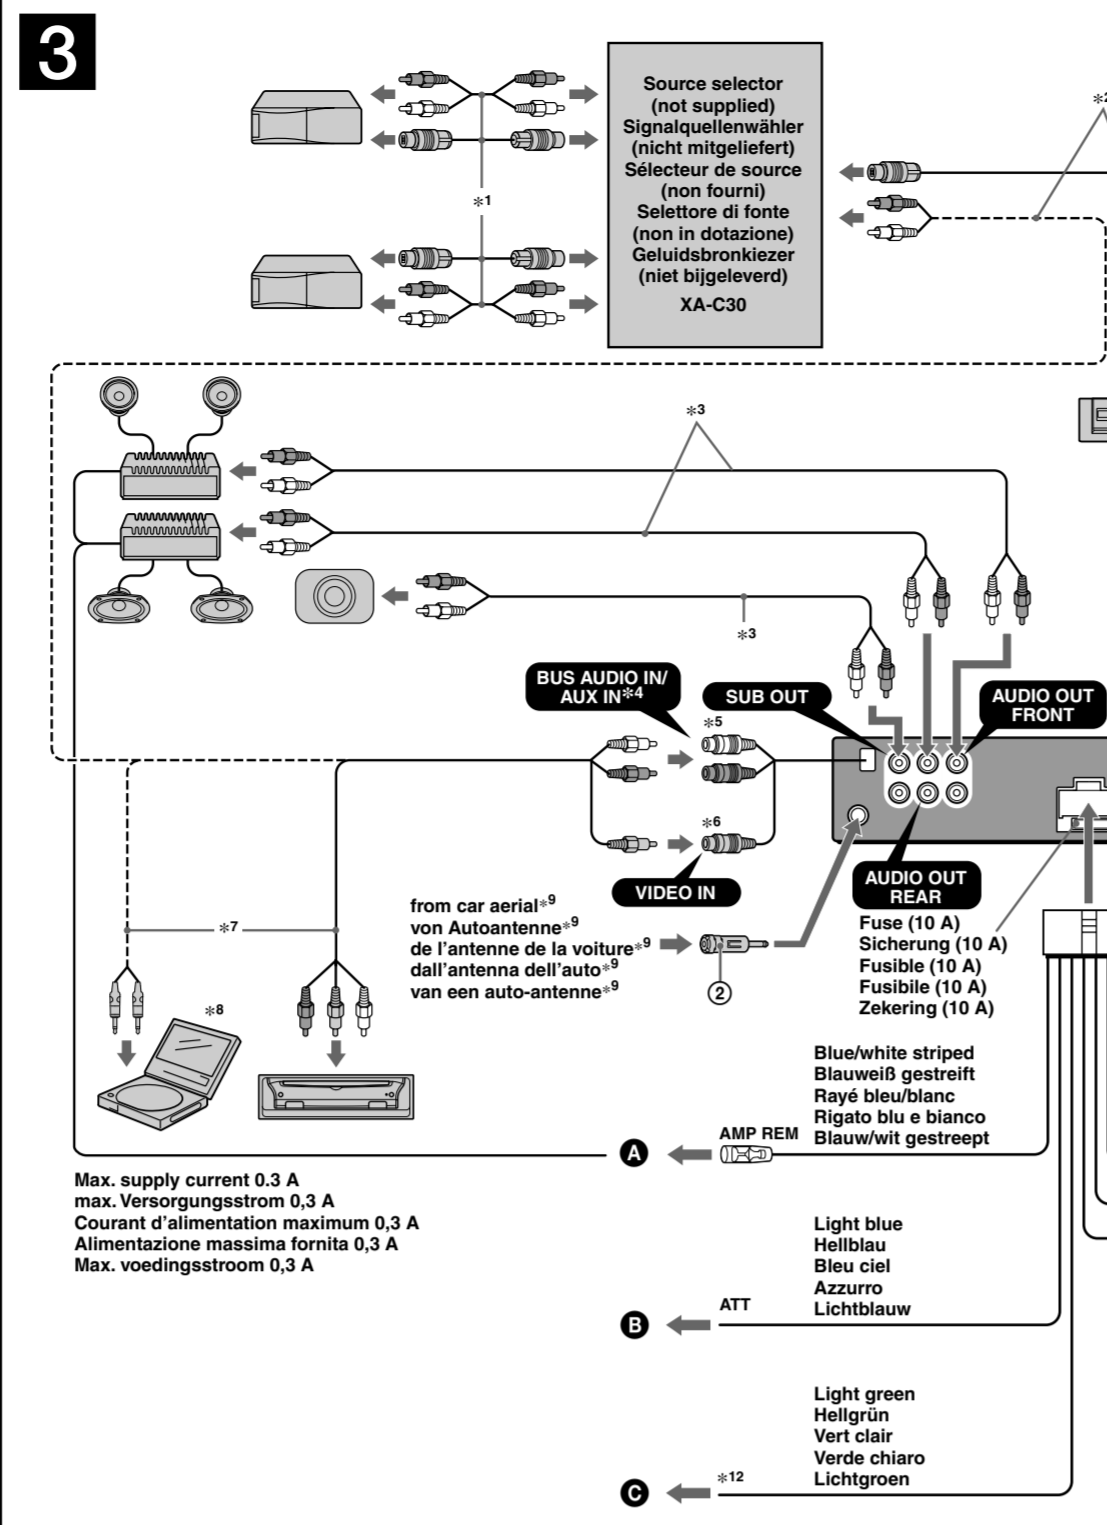 3
Source selector
(not supplied)
Signalquellenwähler
(nicht mitgeliefert)
Sélecteur de source
(non fourni)
Selettore di fonte
(non in dotazione)
Geluidsbronkiezer
(niet bijgeleverd)
XA-C30
*1
*3
*3
BUS AUDIO IN/
AUX IN*4
SUB OUT
AUDIO OUT
FRONT
*5
*6
VIDEO IN
AUDIO OUT
REAR
from car aerial*9
von Autoantenne*9
de l'antenne de la voiture*9
dall'antenna dell'auto*9
van een auto-antenne*9
②
Fuse (10 A)
Sicherung (10 A)
Fusible (10 A)
Fusibile (10 A)
Zekering (10 A)
*7
*8
Blue/white striped
Blauweiß gestreift
Rayé bleu/blanc
Rigato blu e bianco
Blauw/wit gestreept
A
AMP REM
Max. supply current 0.3 A
max. Versorgungsstrom 0,3 A
Courant d'alimentation maximum 0,3 A
Alimentazione massima fornita 0,3 A
Max. voedingsstroom 0,3 A
Light blue
Hellblau
Bleu ciel
Azzurro
Lichtblauw
B
ATT
Light green
Hellgrün
Vert clair
Verde chiaro
Lichtgroen
C
*12